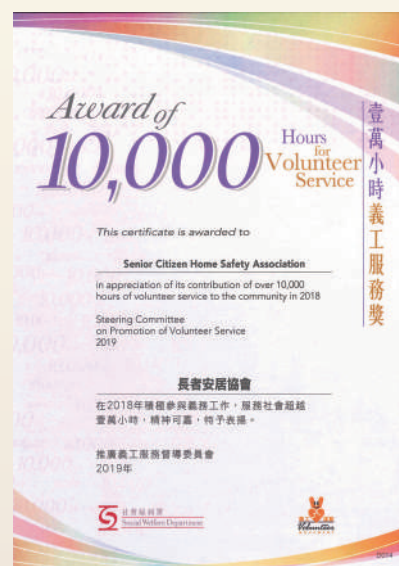 Award of
10,000
Hours
for
Volunteer
Service
壹萬小時義工服務獎
This certificate is awarded to
Senior Citizen Home Safety Association
in appreciation of its contribution of over 10,000
hours of volunteer service to the community in 2018
Steering Committee
on Promotion of Volunteer Service
2019
長者安居協會
在2018年積極參與義務工作，服務社會超越
壹萬小時，精神可嘉，特予表揚。
推廣義工服務督導委員會
2019年
社會福利署
Social Welfare Department
Volunteer